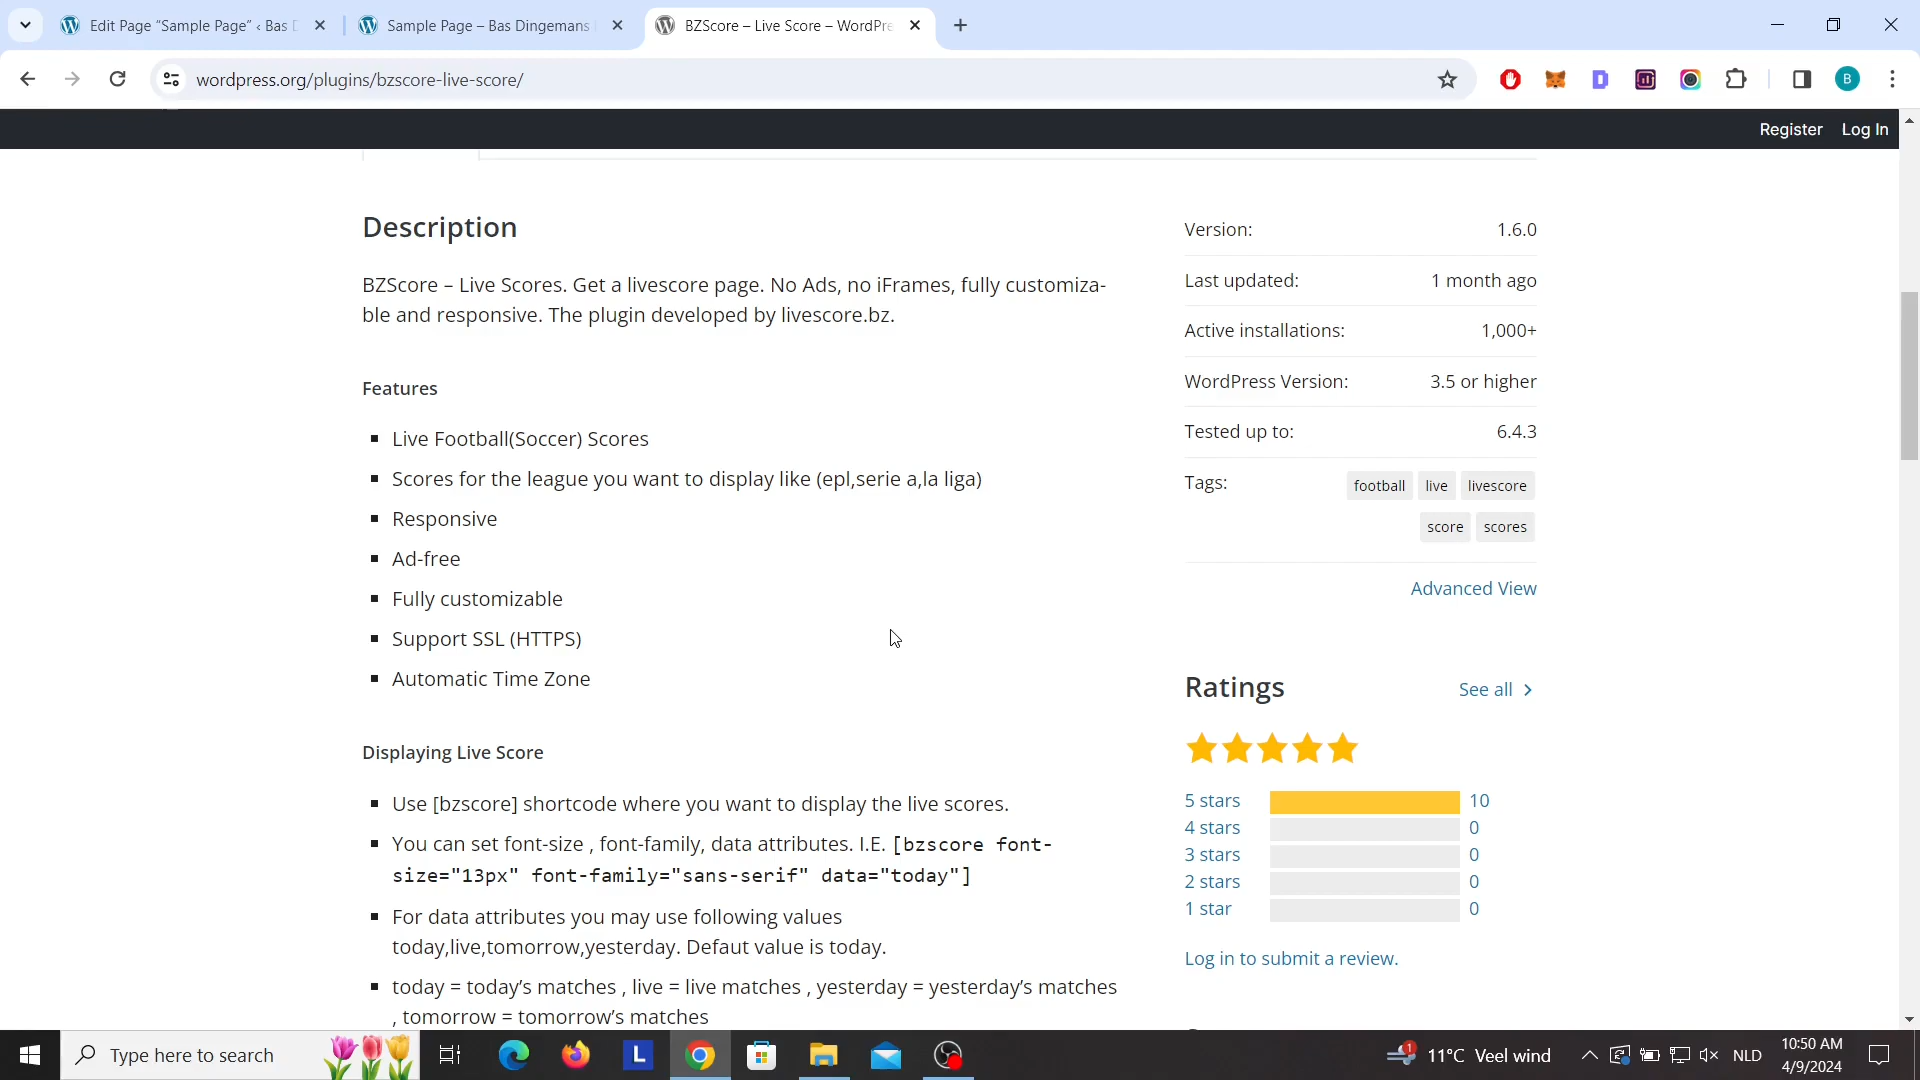 Edit Page “Sample Page” ‹ Bas D
Sample Page – Bas Dingemans
BZScore – Live Score – WordPre
wordpress.org/plugins/bzscore-live-score/
B
Register Log In
Description
BZScore – Live Scores. Get a livescore page. No Ads, no iFrames, fully customiza-
ble and responsive. The plugin developed by livescore.bz.
Features
Live Football(Soccer) Scores
Scores for the league you want to display like (epl,serie a,la liga)
Responsive
Ad-free
Fully customizable
Support SSL (HTTPS)
Automatic Time Zone
Displaying Live Score
Use [bzscore] shortcode where you want to display the live scores.
You can set font-size , font-family, data attributes. I.E. [bzscore font-
size="13px" font-family="sans-serif" data="today"]
For data attributes you may use following values
today,live,tomorrow,yesterday. Defaut value is today.
today = today’s matches , live = live matches , yesterday = yesterday’s matches
, tomorrow = tomorrow’s matches
Version: 1.6.0
Last updated: 1 month ago
Active installations: 1,000+
WordPress Version: 3.5 or higher
Tested up to: 6.4.3
Tags: football live livescore
score scores
Advanced View
Ratings See all
5 stars 10
4 stars 0
3 stars 0
2 stars 0
1 star 0
Log in to submit a review.
Type here to search
L
1
11°C Veel wind
NLD
10:50 AM
4/9/2024